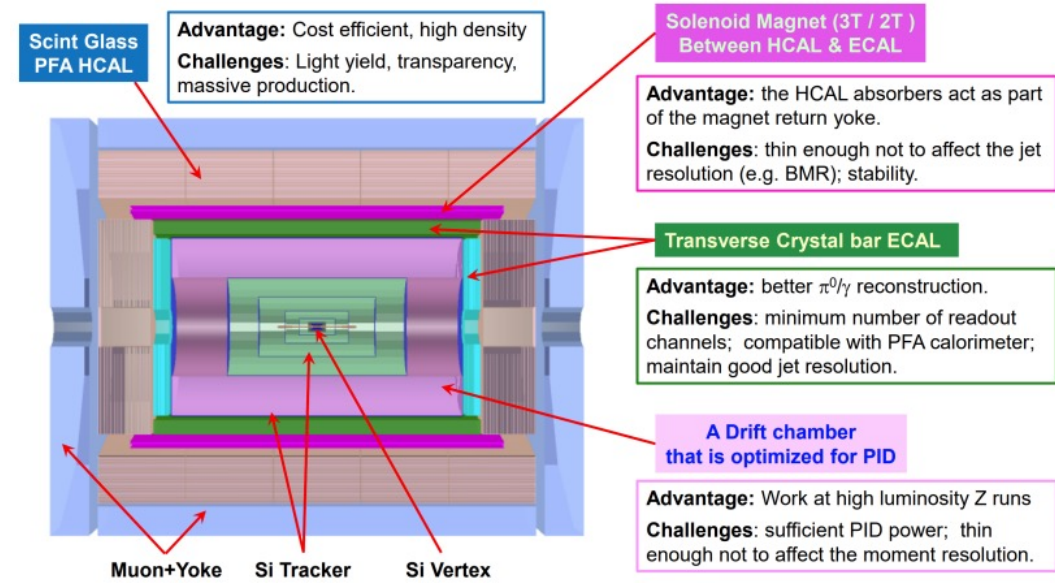 Scint Glass
PFA HCAL
Advantage: Cost efficient, high density
Challenges: Light yield, transparency,
massive production.
Solenoid Magnet (3T / 2T )
Between HCAL & ECAL
Advantage: the HCAL absorbers act as part
of the magnet return yoke.
Challenges: thin enough not to affect the jet
resolution (e.g. BMR); stability.
Transverse Crystal bar ECAL
Advantage: better π⁰/γ reconstruction.
Challenges: minimum number of readout
channels; compatible with PFA calorimeter;
maintain good jet resolution.
A Drift chamber
that is optimized for PID
Advantage: Work at high luminosity Z runs
Challenges: sufficient PID power; thin
enough not to affect the moment resolution.
Muon+Yoke
Si Tracker
Si Vertex